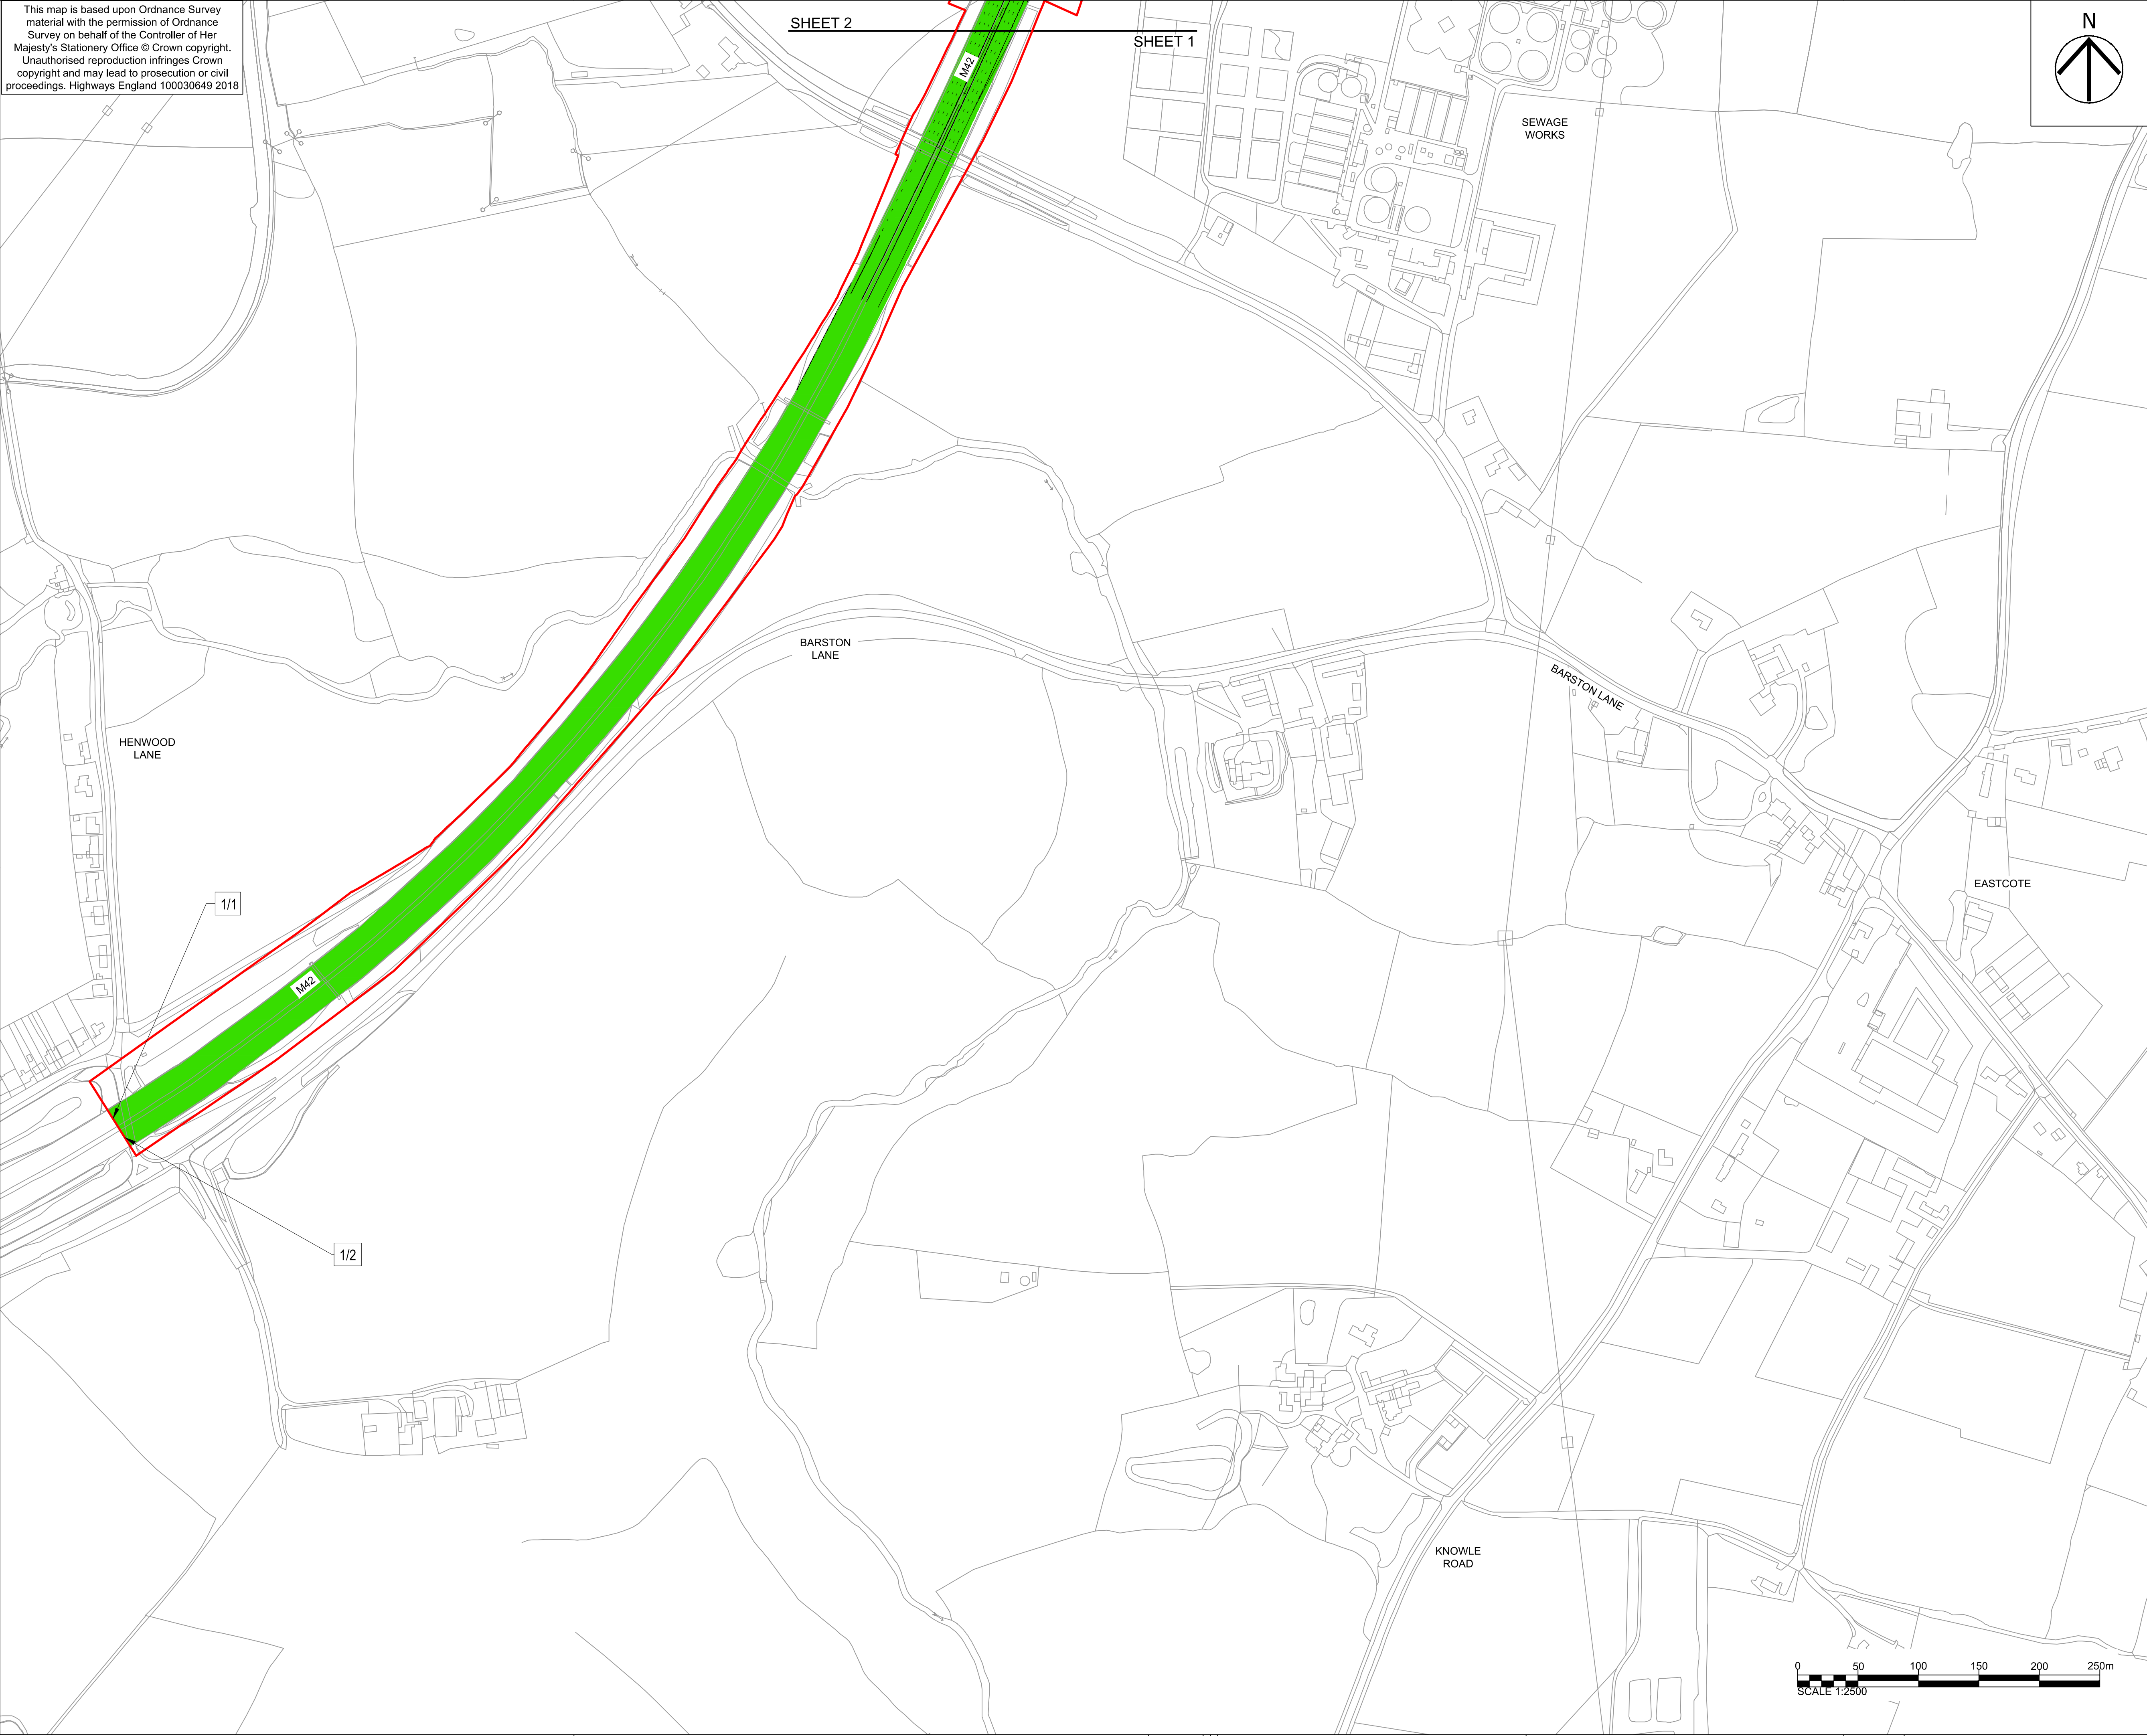 This map is based upon Ordnance Survey
material with the permission of Ordnance
Survey on behalf of the Controller of Her
Majesty's Stationery Office © Crown copyright.
Unauthorised reproduction infringes Crown
copyright and may lead to prosecution or civil
proceedings. Highways England 100030649 2018
SHEET 2
SHEET 1
N
M42
SEWAGE
WORKS
BARSTON
LANE
BARSTON LANE
HENWOOD
LANE
EASTCOTE
1/1
M42
1/2
KNOWLE
ROAD
0 50 100 150 200 250m
SCALE 1:2500